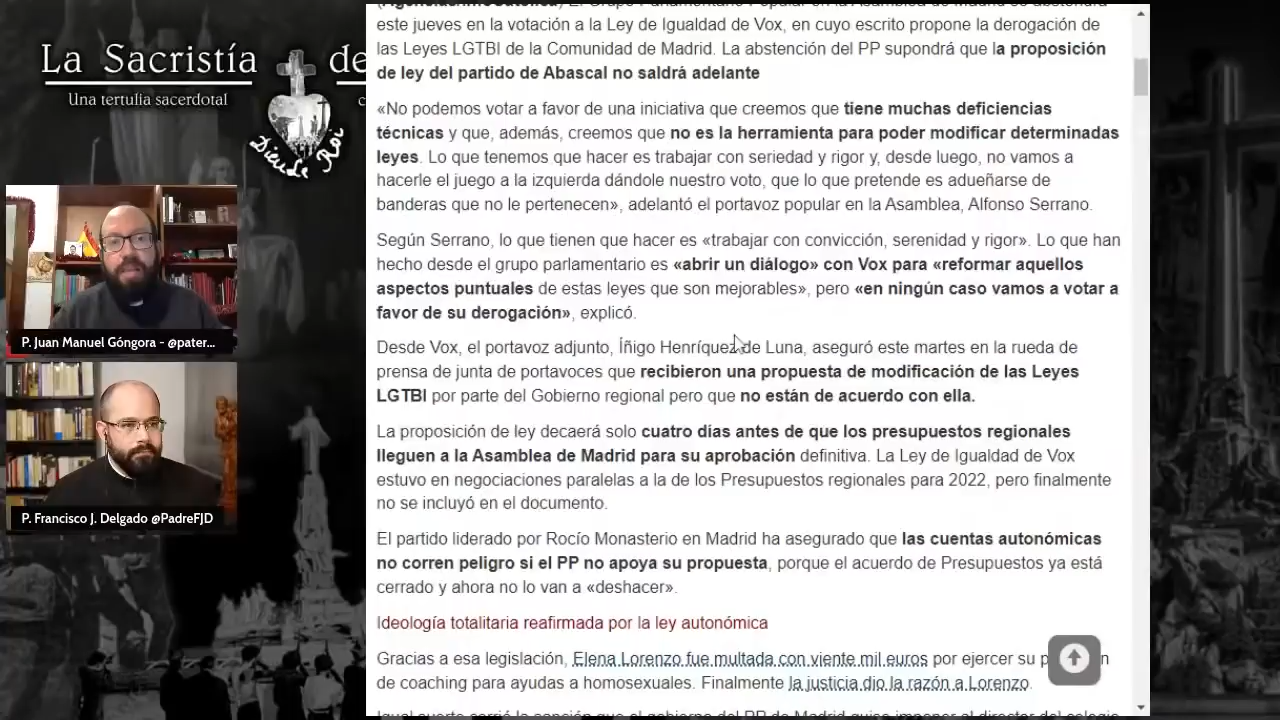 La Sacristía de
Una tertulia sacerdotal
Dieu Le Roi
P. Juan Manuel Góngora - @pater...
P. Francisco J. Delgado @PadreFJD
este jueves en la votación a la Ley de Igualdad de Vox, en cuyo escrito propone la derogación de
las Leyes LGTBI de la Comunidad de Madrid. La abstención del PP supondrá que la proposición
de ley del partido de Abascal no saldrá adelante
«No podemos votar a favor de una iniciativa que creemos que tiene muchas deficiencias
técnicas y que, además, creemos que no es la herramienta para poder modificar determinadas
leyes. Lo que tenemos que hacer es trabajar con seriedad y rigor y, desde luego, no vamos a
hacerle el juego a la izquierda dándole nuestro voto, que lo que pretende es adueñarse de
banderas que no le pertenecen», adelantó el portavoz popular en la Asamblea, Alfonso Serrano.
Según Serrano, lo que tienen que hacer es «trabajar con convicción, serenidad y rigor». Lo que han
hecho desde el grupo parlamentario es «abrir un diálogo» con Vox para «reformar aquellos
aspectos puntuales de estas leyes que son mejorables», pero «en ningún caso vamos a votar a
favor de su derogación», explicó.
Desde Vox, el portavoz adjunto, Íñigo Henríquez de Luna, aseguró este martes en la rueda de
prensa de junta de portavoces que recibieron una propuesta de modificación de las Leyes
LGTBI por parte del Gobierno regional pero que no están de acuerdo con ella.
La proposición de ley decaerá solo cuatro días antes de que los presupuestos regionales
lleguen a la Asamblea de Madrid para su aprobación definitiva. La Ley de Igualdad de Vox
estuvo en negociaciones paralelas a la de los Presupuestos regionales para 2022, pero finalmente
no se incluyó en el documento.
El partido liderado por Rocío Monasterio en Madrid ha asegurado que las cuentas autonómicas
no corren peligro si el PP no apoya su propuesta, porque el acuerdo de Presupuestos ya está
cerrado y ahora no lo van a «deshacer».
Ideología totalitaria reafirmada por la ley autonómica
Gracias a esa legislación, Elena Lorenzo fue multada con viente mil euros por ejercer su
de coaching para ayudas a homosexuales. Finalmente la justicia dio la razón a Lorenzo.